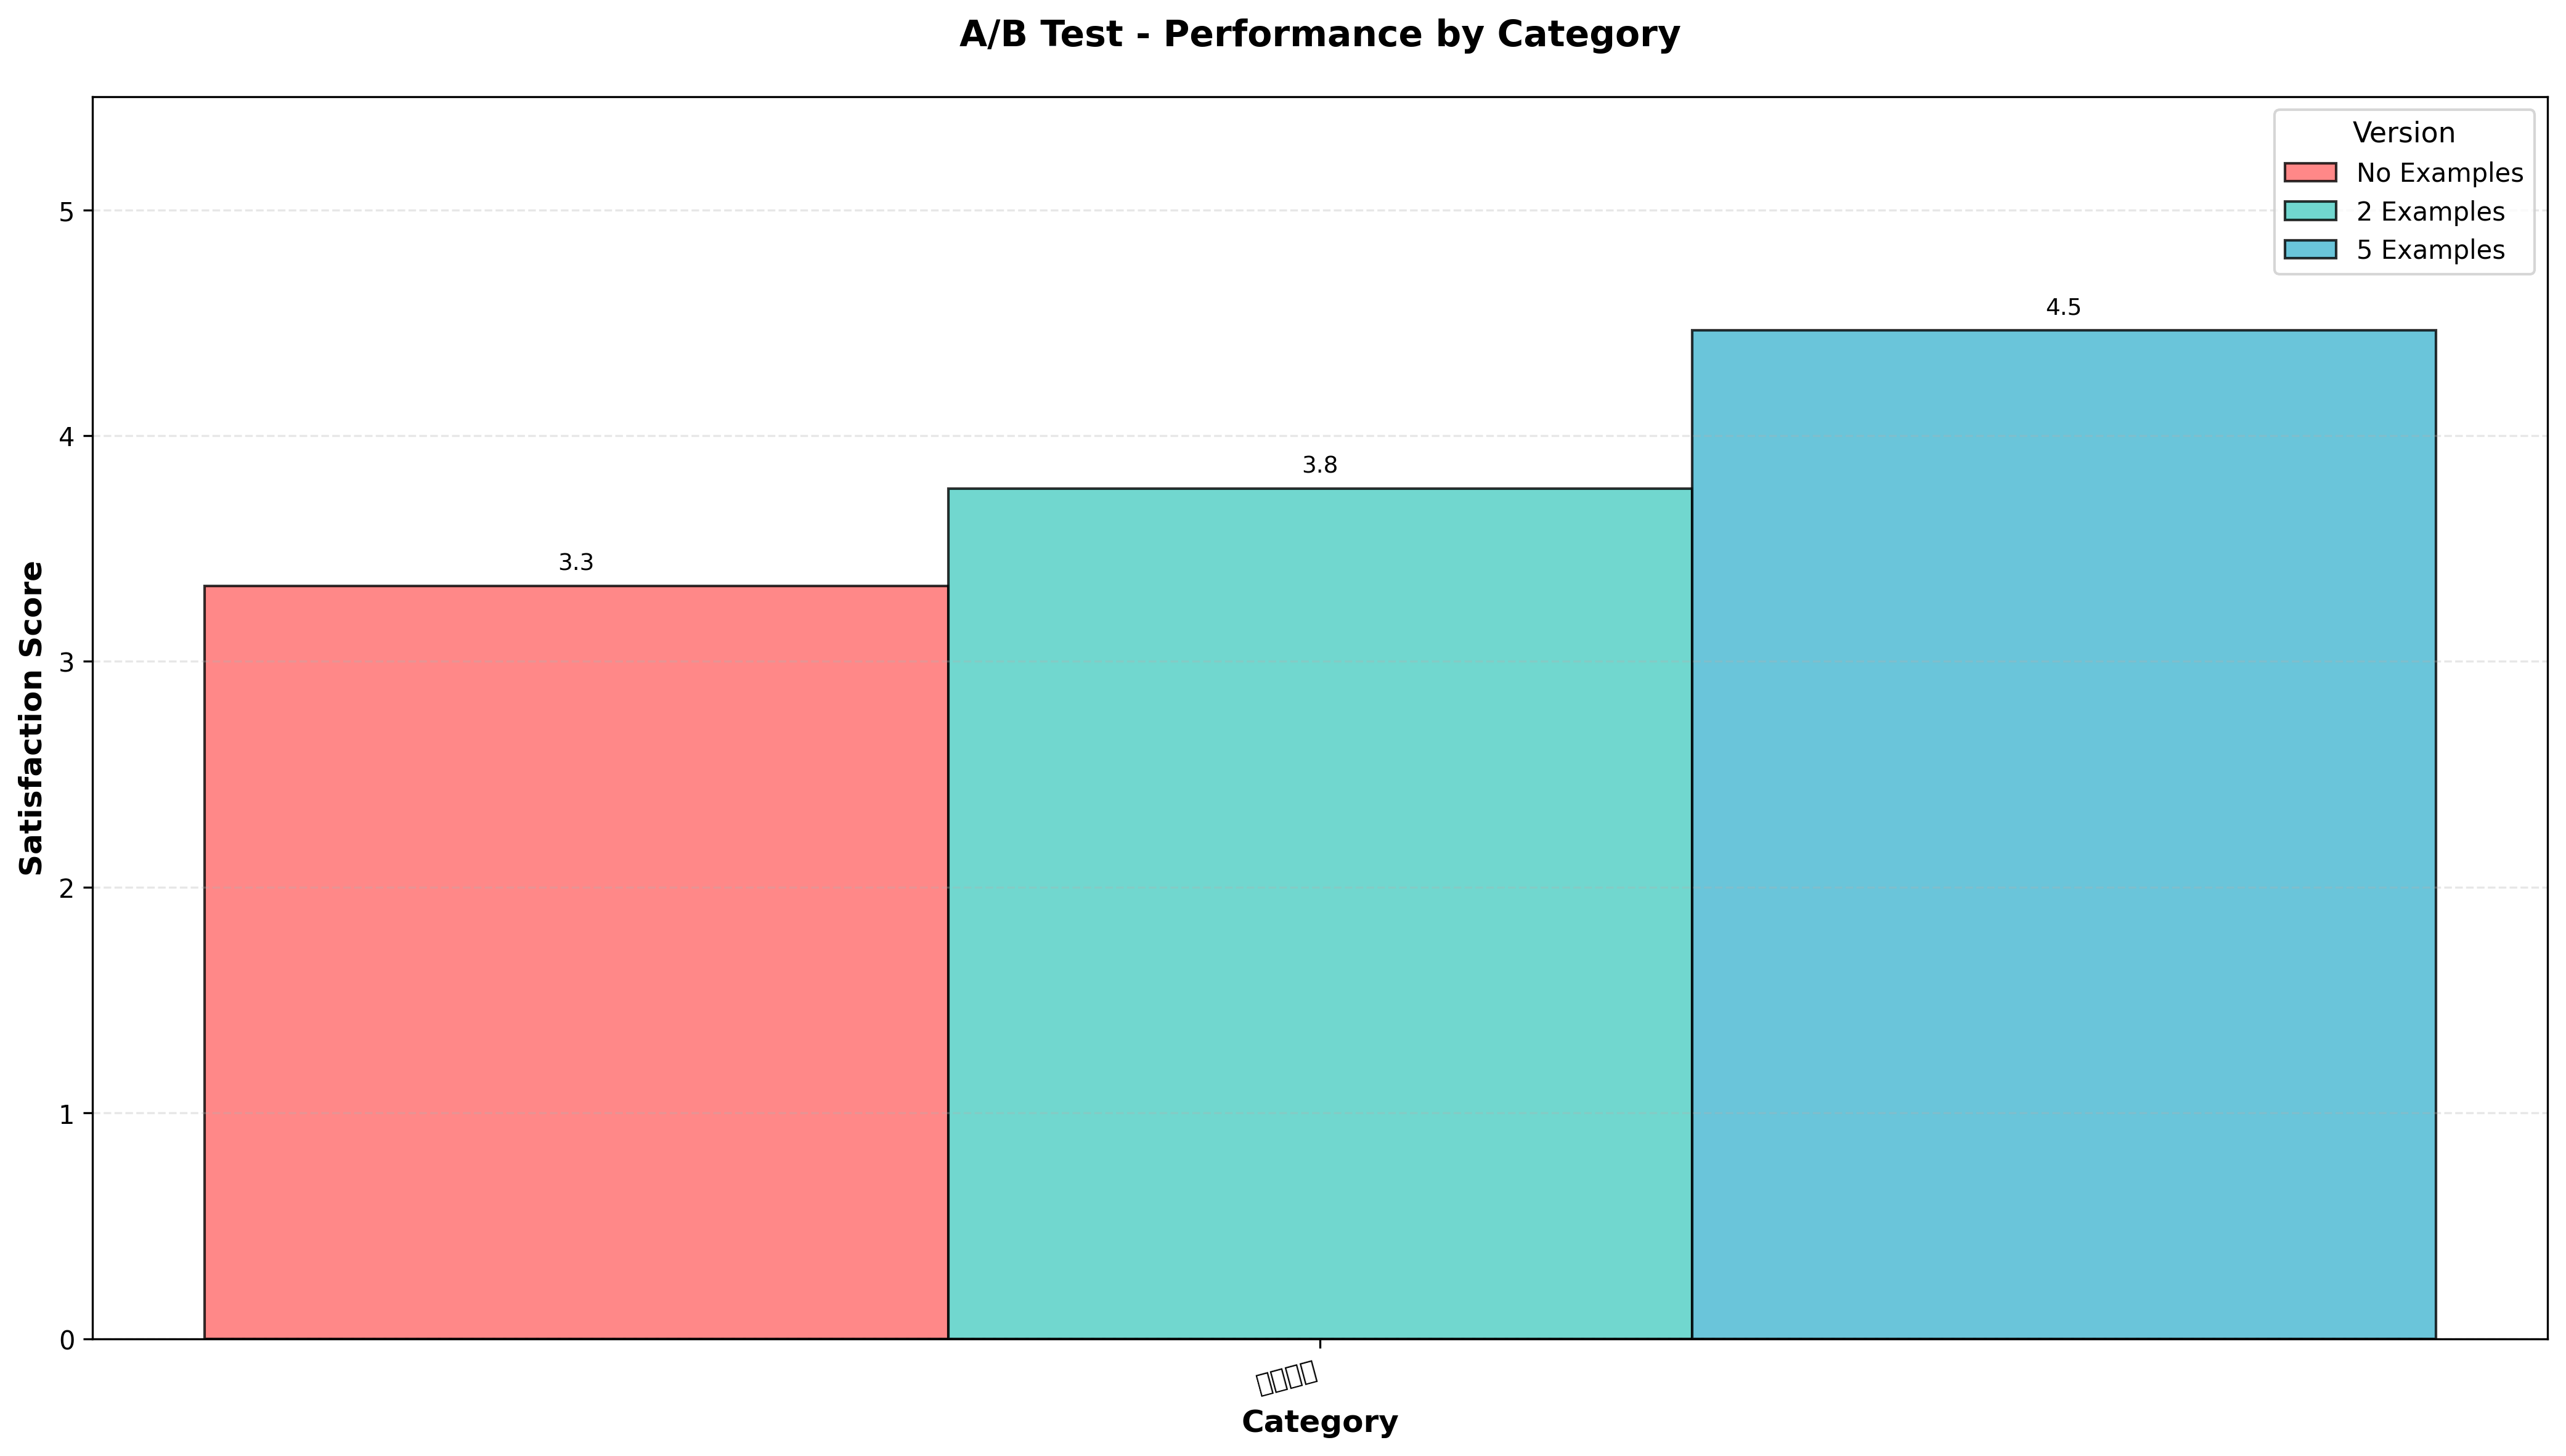 A/B Test - Performance by Category
Version
No Examples
2 Examples
5 Examples
5
4
3
2
1
0
Satisfaction Score
3.3
3.8
4.5
Category